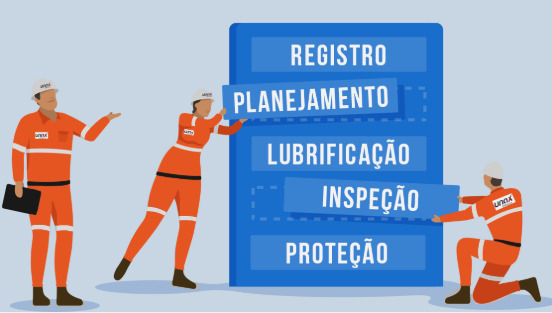 REGISTRO
PLANEJAMENTO
LUBRIFICAÇÃO
INSPEÇÃO
PROTEÇÃO